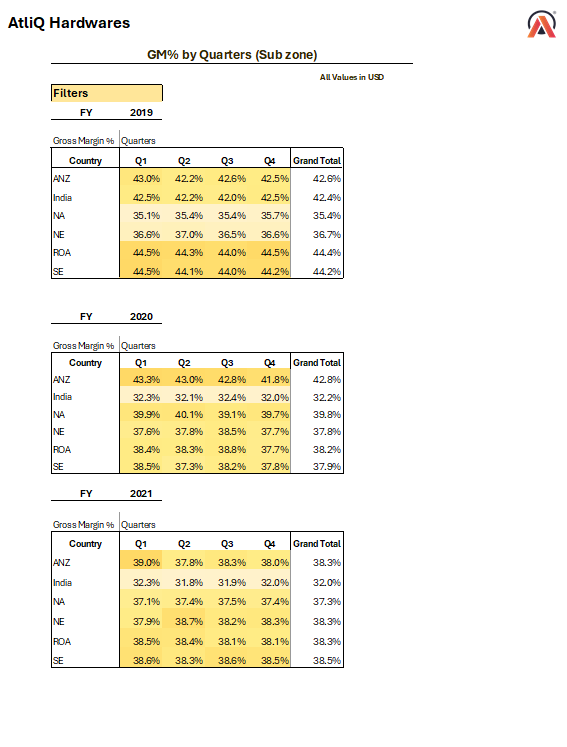 AtliQ Hardwares
GM% by Quarters (Sub zone)
All Values in USD
Filters
FY 2019
Gross Margin % Quarters
Country Q1 Q2 Q3 Q4 Grand Total
ANZ 43.0% 42.2% 42.6% 42.5% 42.6%
India 42.5% 42.2% 42.0% 42.5% 42.4%
NA 35.1% 35.4% 35.4% 35.7% 35.4%
NE 36.6% 37.0% 36.5% 36.6% 36.7%
ROA 44.5% 44.3% 44.0% 44.5% 44.4%
SE 44.5% 44.1% 44.0% 44.2% 44.2%
FY 2020
Gross Margin % Quarters
Country Q1 Q2 Q3 Q4 Grand Total
ANZ 43.3% 43.0% 42.8% 41.8% 42.8%
India 32.3% 32.1% 32.4% 32.0% 32.2%
NA 39.9% 40.1% 39.1% 39.7% 39.8%
NE 37.6% 37.8% 38.5% 37.7% 37.8%
ROA 38.4% 38.3% 38.8% 37.7% 38.2%
SE 38.5% 37.3% 38.2% 37.8% 37.9%
FY 2021
Gross Margin % Quarters
Country Q1 Q2 Q3 Q4 Grand Total
ANZ 39.0% 37.8% 38.3% 38.0% 38.3%
India 32.3% 31.8% 31.9% 32.0% 32.0%
NA 37.1% 37.4% 37.5% 37.4% 37.3%
NE 37.9% 38.7% 38.2% 38.3% 38.3%
ROA 38.5% 38.4% 38.1% 38.1% 38.3%
SE 38.6% 38.3% 38.6% 38.5% 38.5%